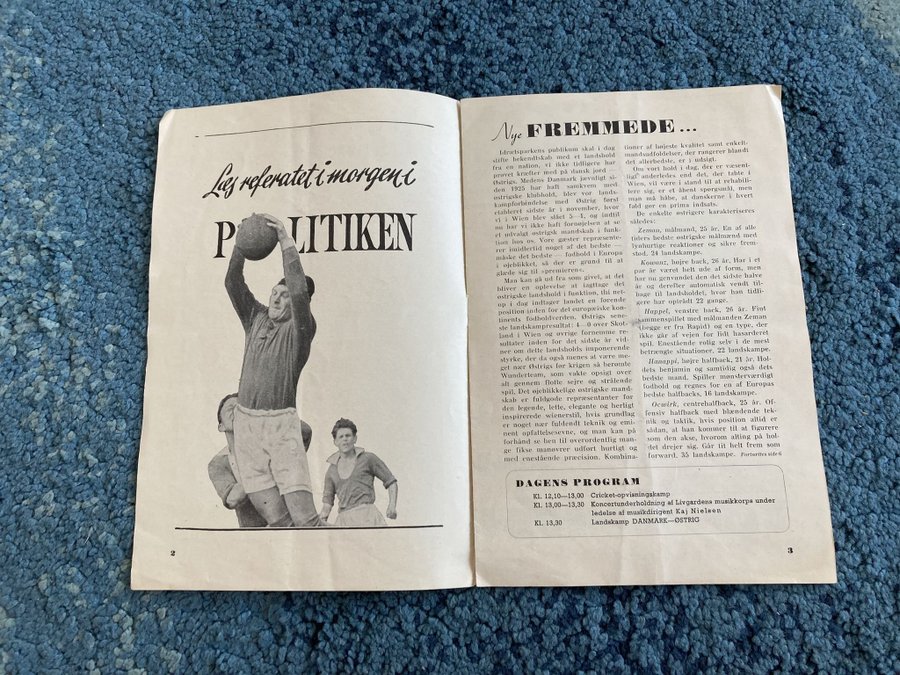 Læs referatet i morgen i
POLITIKEN
2
Nye FREMMEDE...
Idrætsparkens publikum skal i dag
stifte bekendtskab med et landshold
fra en nation, vi ikke tidligere har
prøvet kræfter med på dansk jord —
Østrigs. Medens Danmark jævnligt si-
den 1925 har haft samkvem med
østrigske klubhold, blev vor lands-
kampforbindelse med Østrig først
etableret sidste år i november, hvor
vi i Wien blev slået 5—1, og indtil
nu har vi ikke haft fornøjelsen at se
et udvalgt østrigsk mandskab i funk-
tion hos os. Vore gæster repræsente-
rer imidlertid noget af det bedste —
måske det bedste — fodbold i Europa
i øjeblikket, så der er grund til at
glæde sig til »premieren«.
Man kan gå ud fra som givet, at det
bliver en oplevelse at iagttage det
østrigske landshold i funktion, thi net-
op i dag indtager landet en førende
position inden for det europæiske kon-
tinents fodboldverden. Østrigs sene-
ste landskampresultat: 4—0 over Skot-
land i Wien og øvrige fornemme re-
sultater inden for det sidste år vid-
ner om dette landsholds imponerende
styrke, der da også menes at være me-
get nær Østrigs før krigen så berømte
Wunderteam, som vakte opsigt over-
alt gennem flotte sejre og strålende
spil. Det øjeblikkelige østrigske mand-
skab er fuldgode repræsentanter for
den legende, lette, elegante og herligt
inspirerede wienerstil, hvis grundlag
er noget nær fuldendt teknik og emi-
nent opfattelsesevne, og man kan på
forhånd se hen til overordentlig man-
ge fikse manøvrer udført hurtigt og
med enestående præcision. Kombina-
tioner af højeste kvalitet samt enkelt-
mandsudfoldelser, der rangerer blandt
det allerbedste, er i udsigt.
Om vort hold i dag, der er væsent-
ligt anderledes end det, der tabte i
Wien, vil være i stand til at rehabili-
tere sig, er et åbent spørgsmål, men
man må håbe, at danskerne i hvert
fald gør en prima indsats.
De enkelte østrigere karakteriseres
således:
Zeman, målmand, 25 år. En af alle
tiders bedste østrigske målmænd med
lynhurtige reaktioner og sikre frem-
stød. 24 landskampe.
Kowanz, højre back, 26 år. Har i et
par år været helt ude af form, men
har nu genvundet den det sidste halve
år og derefter automatisk vendt til-
bage til landsholdet, hvor han tidli-
gere har optrådt 22 gange.
Happel, venstre back, 26 år. Fint
sammenspillet med målmanden Zeman
(begge er fra Rapid) og en type, der
ikke går af vejen for lidt hasarderet
spil. Enestående rolig selv i de mest
betrængte situationer. 22 landskampe.
Hanappi, højre halfback, 21 år. Hol-
dets benjamin og samtidig også dets
bedste mand. Spiller mønsterværdigt
fodbold og regnes for en af Europas
bedste halfbacks, 16 landskampe.
Ocwirk, centrehalfback, 25 år. Of-
fensiv halfback med blændende tek-
nik og taktik, hvis position altid er
sådan, at han kommer til at figurere
som den akse, hvorom alting på hol-
det drejer sig. Går tit helt frem som
forward. 35 landskampe. Fortsættes side 6
DAGENS PROGRAM
Kl. 12,10—13,00 Cricket-opvisningskamp
Kl. 13,00—13,30 Koncertunderholdning af Livgardens musikkorps under
ledelse af musikdirigent Kaj Nielsen
Kl. 13,30 Landskamp DANMARK—ØSTRIG
3